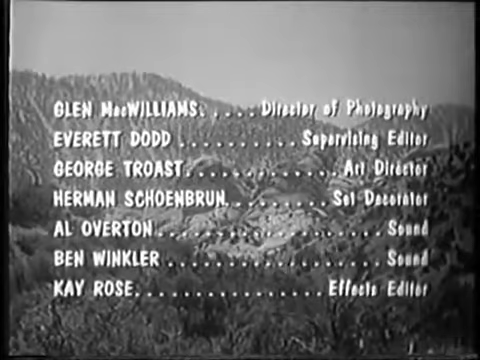 GLEN MacWILLIAMS. . . . . Director of Photography
EVERETT DODD . . . . . . . . . . Supervising Editor
GEORGE TROAST. . . . . . . . . . . . . . Art Director
HERMAN SCHOENBRUN. . . . . . . . . Set Decorator
AL OVERTON. . . . . . . . . . . . . . . . . . . . Sound
BEN WINKLER . . . . . . . . . . . . . . . . . . . Sound
KAY ROSE. . . . . . . . . . . . . . . . . Effects Editor